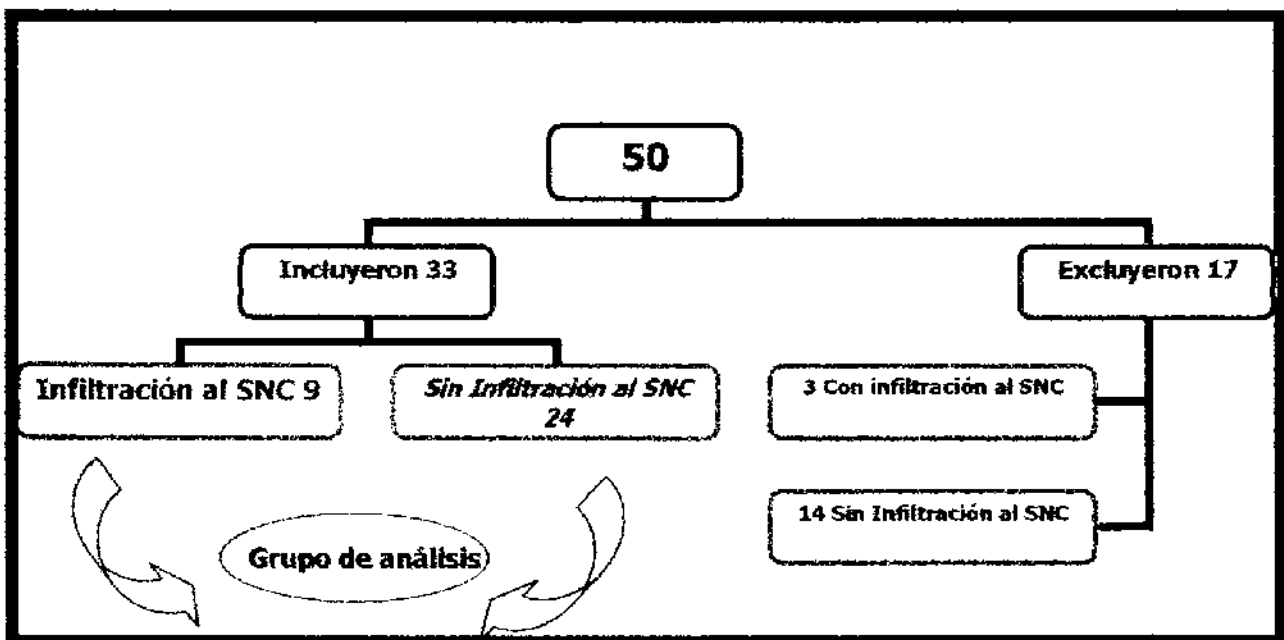 50
Incluyeron 33
Excluyeron 17
Infiltración al SNC 9
Sin Infiltración al SNC
24
3 Con infiltración al SNC
14 Sin Infiltración al SNC
Grupo de análisis